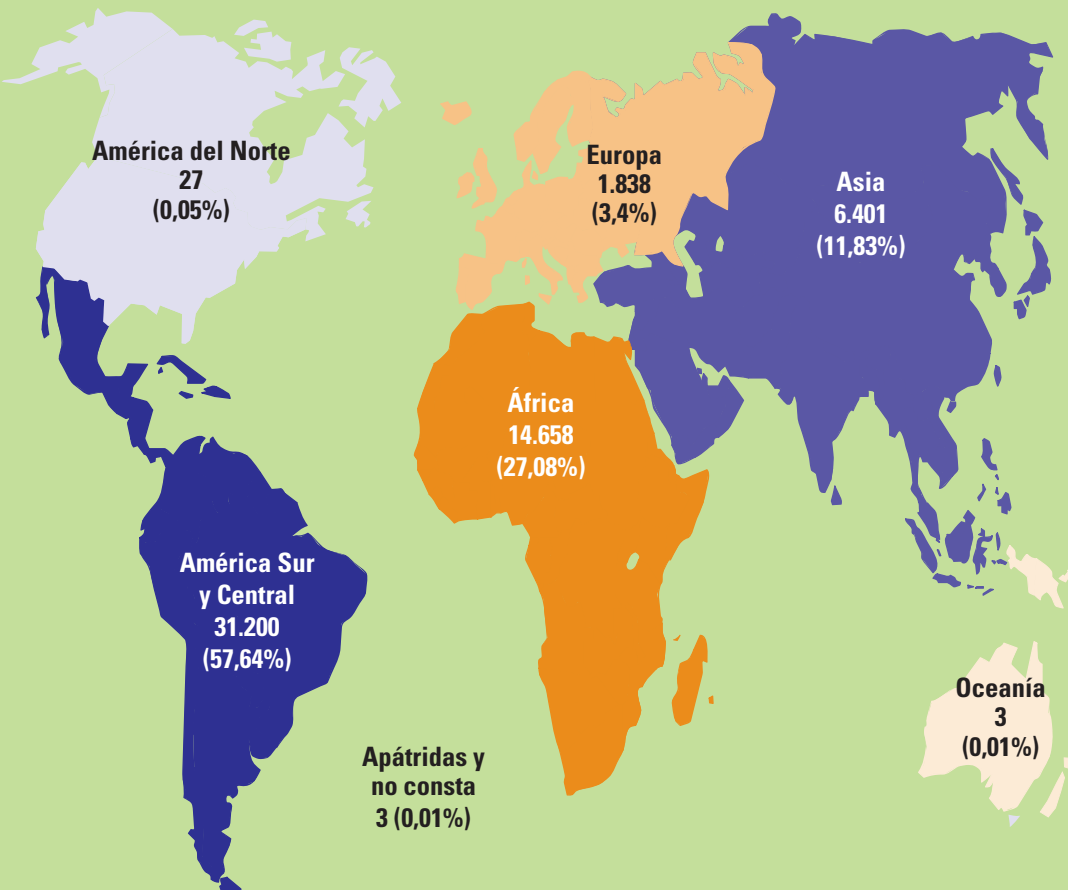 América del Norte
27
(0,05%)
Europa
1.838
(3,4%)
Asia
6.401
(11,83%)
África
14.658
(27,08%)
América Sur
y Central
31.200
(57,64%)
Oceanía
3
(0,01%)
Apátridas y
no consta
3 (0,01%)